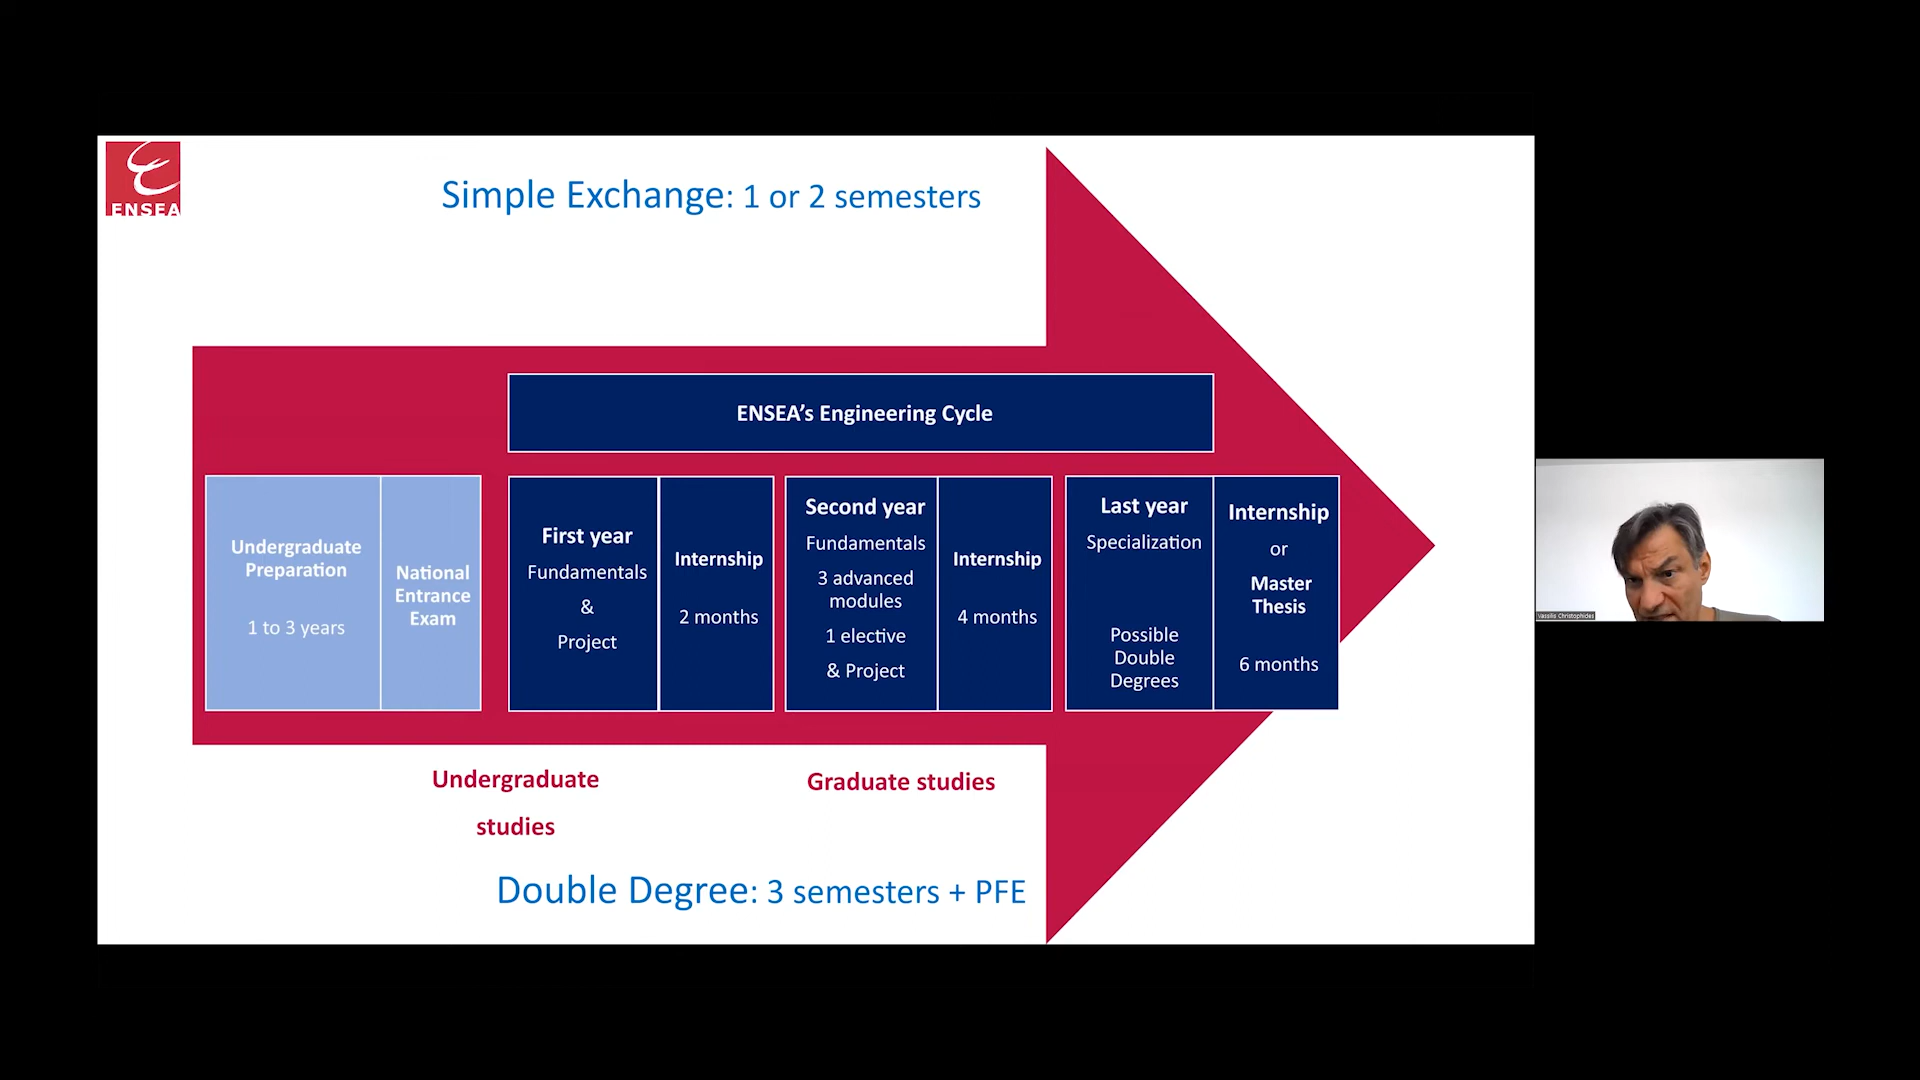 ENSEA
Simple Exchange: 1 or 2 semesters
ENSEA's Engineering Cycle
Undergraduate
Preparation
1 to 3 years
National
Entrance
Exam
First year
Fundamentals
&
Project
Internship
2 months
Second year
Fundamentals
3 advanced
modules
1 elective
& Project
Internship
4 months
Last year
Specialization
Possible
Double
Degrees
Internship
or
Master
Thesis
6 months
Undergraduate
studies
Graduate studies
Double Degree: 3 semesters + PFE
Vassilis Christophides